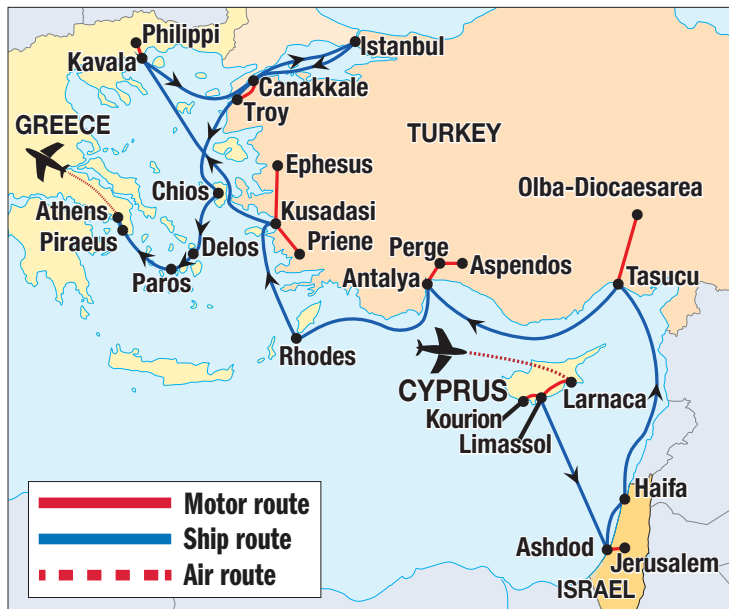 Philippi
Kavala
Istanbul
Canakkale
Troy
GREECE
TURKEY
Ephesus
Chios
Olba-Diocaesarea
Athens
Kusadasi
Piraeus
Delos
Priene
Perge
Paros
Antalya
Aspendos
Tasucu
Rhodes
CYPRUS
Larnaca
Kourion
Limassol
Haifa
Motor route
Ship route
Ashdod
Jerusalem
Air route
ISRAEL